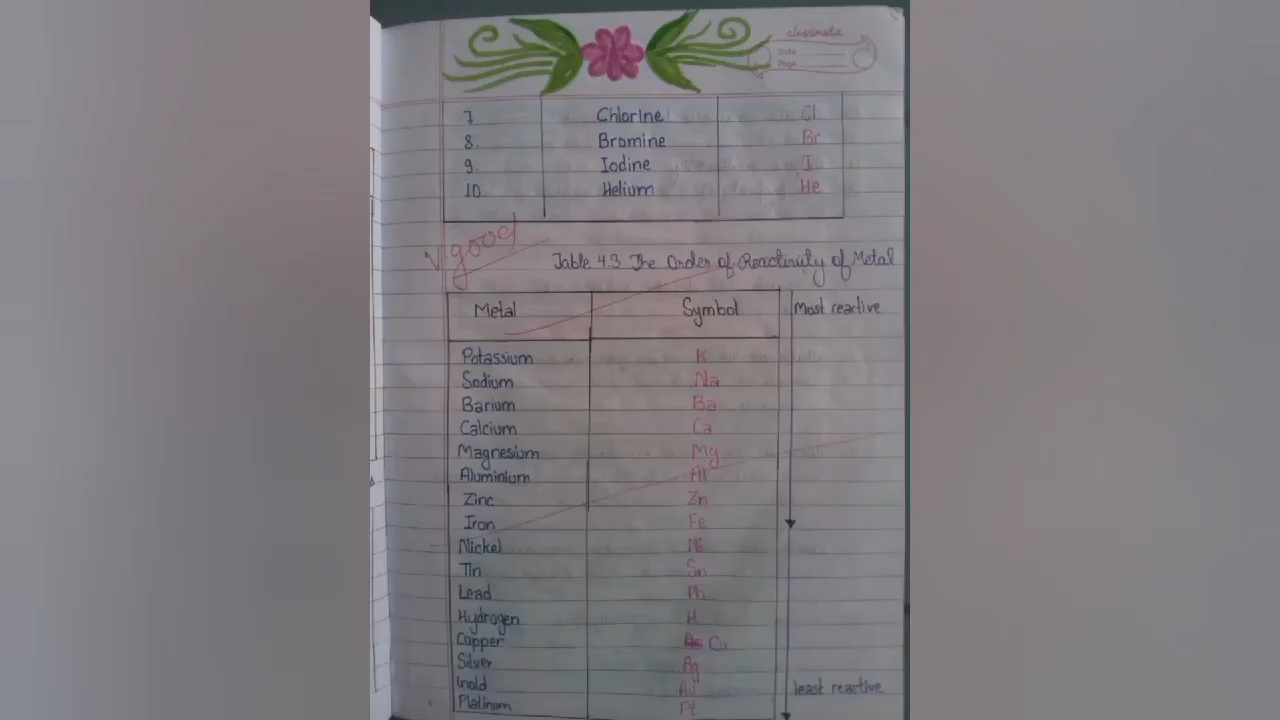 classmate
Date
Page
7 Chlorine Cl
8. Bromine Br
9. Iodine I
10. Helium He
good
Table 4.3 The Order of Reactivity of Metal
Metal Symbol Most reactive
Potassium K
Sodium Na
Barium Ba
Calcium Ca
Magnesium Mg
Aluminium Al
Zinc Zn
Iron Fe
Nickel Ni
Tin Sn
Lead
Hydrogen H
Copper Cu
Silver Ag
Au least reactive
Platinum Pt